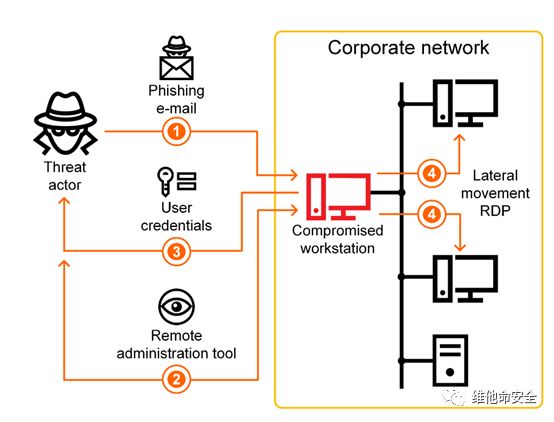 Corporate network
Phishing
e-mail
1
Threat
actor
User
credentials
3
Remote
administration tool
2
Compromised
workstation
4
4
Lateral
movement
RDP
维他命安全